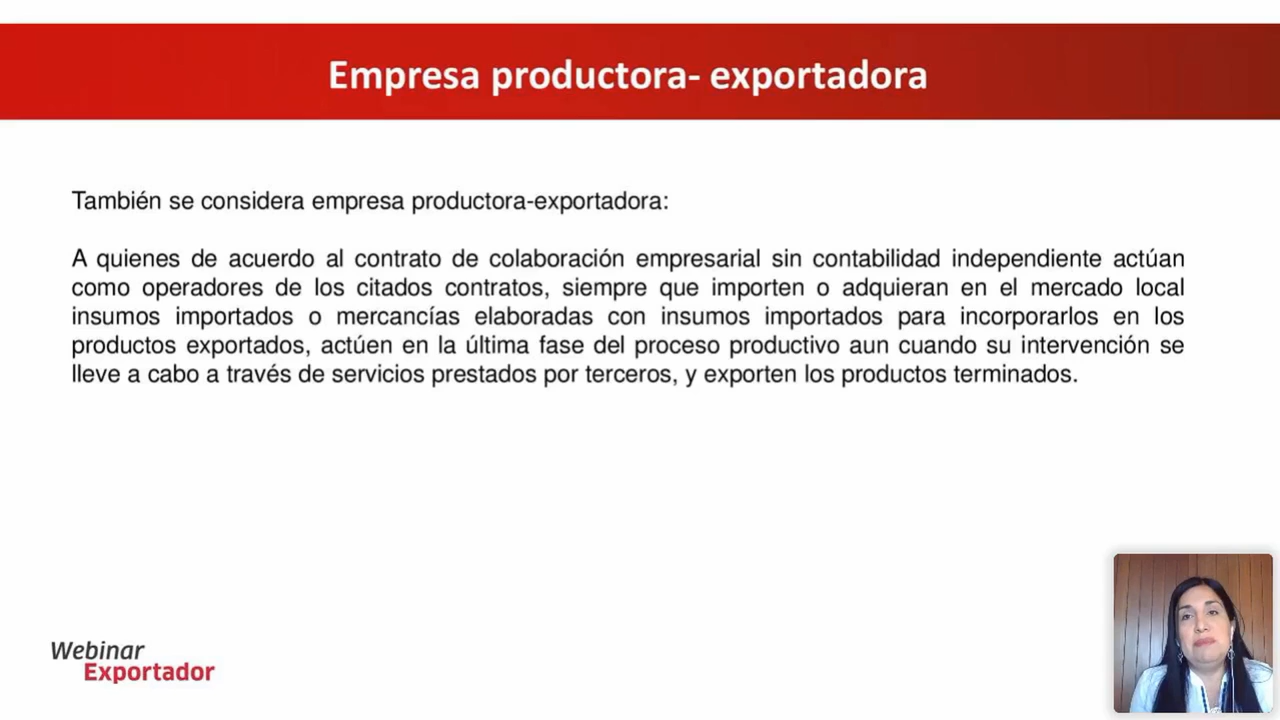 Empresa productora- exportadora
También se considera empresa productora-exportadora:
A quienes de acuerdo al contrato de colaboración empresarial sin contabilidad independiente actúan
como operadores de los citados contratos, siempre que importen o adquieran en el mercado local
insumos importados o mercancías elaboradas con insumos importados para incorporarlos en los
productos exportados, actúen en la última fase del proceso productivo aun cuando su intervención se
lleve a cabo a través de servicios prestados por terceros, y exporten los productos terminados.
Webinar
Exportador